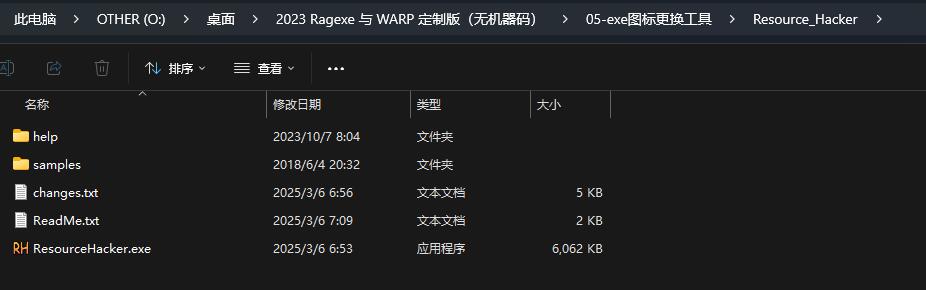 此电脑 > OTHER (O:) > 桌面 > 2023 Ragexe 与 WARP 定制版（无机器码） > 05-exe图标更换工具 > Resource_Hacker >
排序 查看 •••
名称 修改日期 类型 大小
help 2023/10/7 8:04 文件夹
samples 2018/6/4 20:32 文件夹
changes.txt 2025/3/6 6:56 文本文档 5 KB
ReadMe.txt 2025/3/6 7:09 文本文档 2 KB
RH ResourceHacker.exe 2025/3/6 6:53 应用程序 6,062 KB